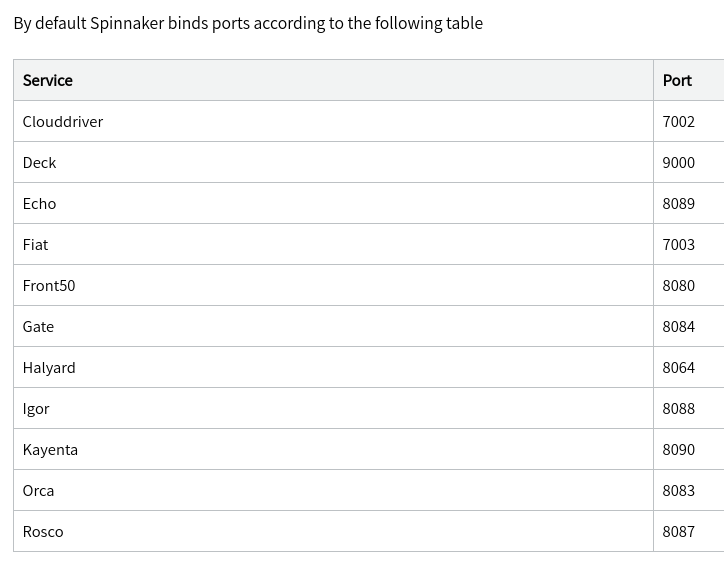 By default Spinnaker binds ports according to the following table
Service Port
Clouddriver 7002
Deck 9000
Echo 8089
Fiat 7003
Front50 8080
Gate 8084
Halyard 8064
Igor 8088
Kayenta 8090
Orca 8083
Rosco 8087